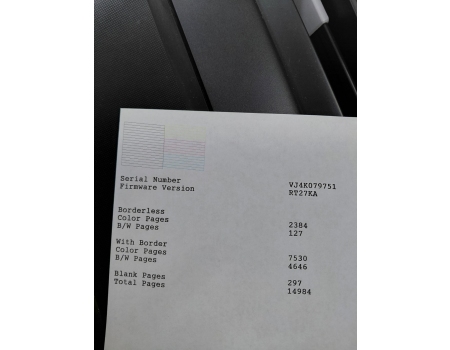 Serial Number VJ4K079751
Firmware Version RT27KA
Borderless
Color Pages 2384
B/W Pages 127
With Border
Color Pages 7530
B/W Pages 4646
Blank Pages 297
Total Pages 14984